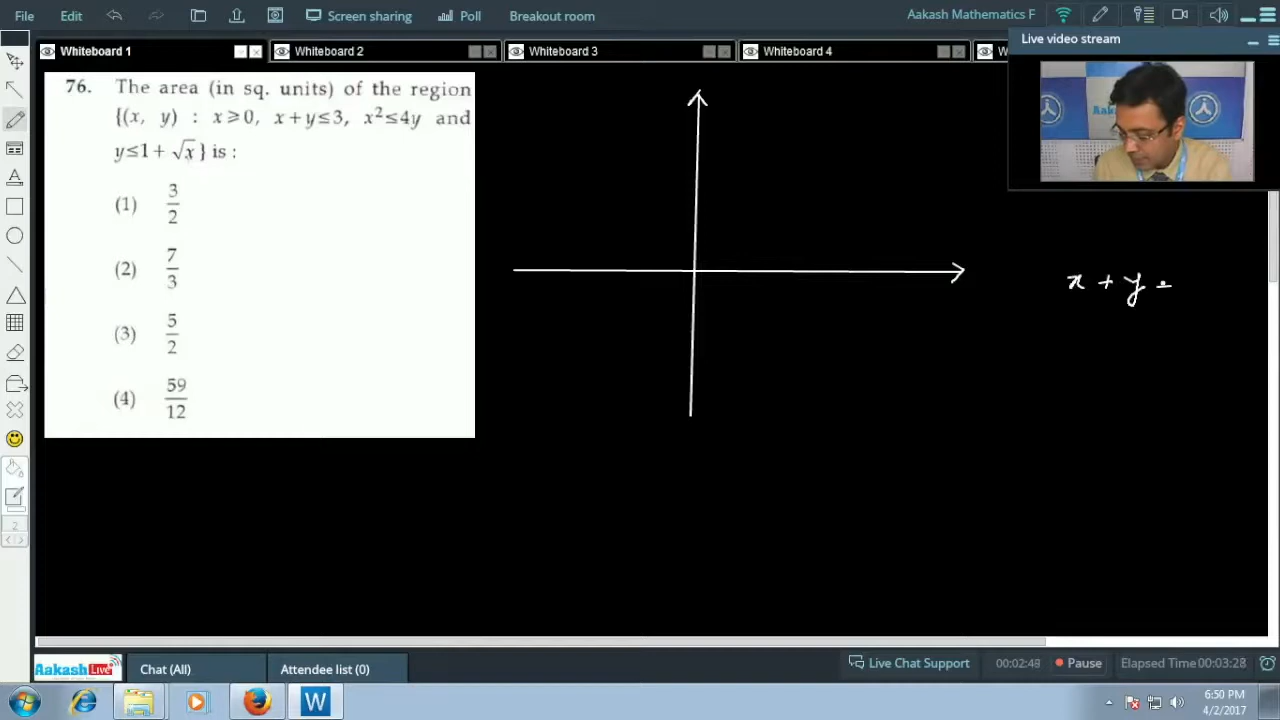 File Edit Screen sharing Poll Breakout room Aakash Mathematics F
Live video stream
Whiteboard 1 Whiteboard 2 Whiteboard 3 Whiteboard 4 W
76. The area (in sq. units) of the region
{(x, y) : x⩾0, x+y≤3, x²≤4y and
y≤1+√x} is :
(1) 3/2
(2) 7/3
(3) 5/2
(4) 59/12
x + y =
2
Aakash Live Chat (All) Attendee list (0) Live Chat Support 00:02:48 Pause Elapsed Time 00:03:28
W
6:50 PM
4/2/2017